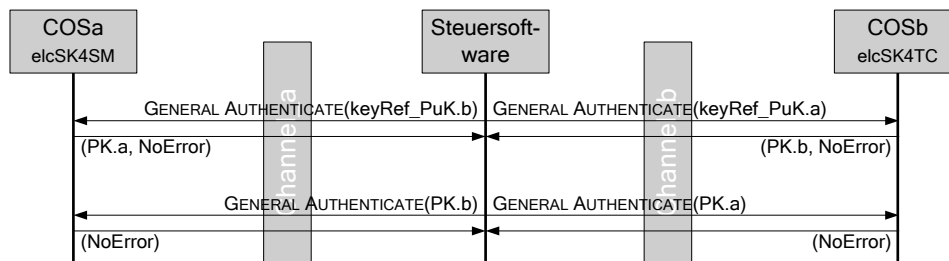 COSa
elcSK4SM
Steuersoft-
ware
COSb
elcSK4TC
Channel a
Channel b
GENERAL AUTHENTICATE(keyRef_PuK.b)
GENERAL AUTHENTICATE(keyRef_PuK.a)
(PK.a, NoError)
(PK.b, NoError)
GENERAL AUTHENTICATE(PK.b)
GENERAL AUTHENTICATE(PK.a)
(NoError)
(NoError)